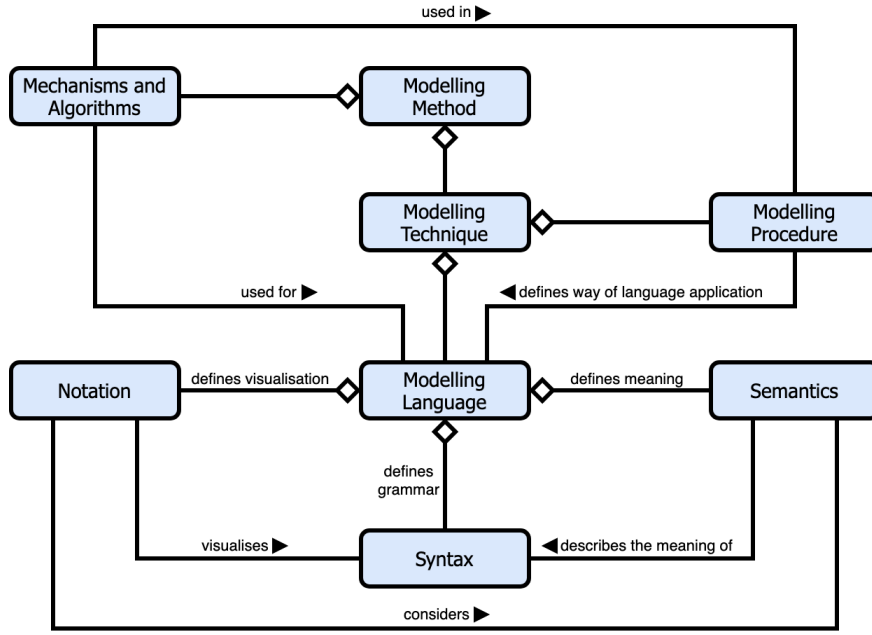 used in
Mechanisms and
Algorithms
Modelling
Method
Modelling
Technique
Modelling
Procedure
used for
defines way of language application
Notation
defines visualisation
Modelling
Language
defines meaning
Semantics
defines
grammar
visualises
Syntax
describes the meaning of
considers